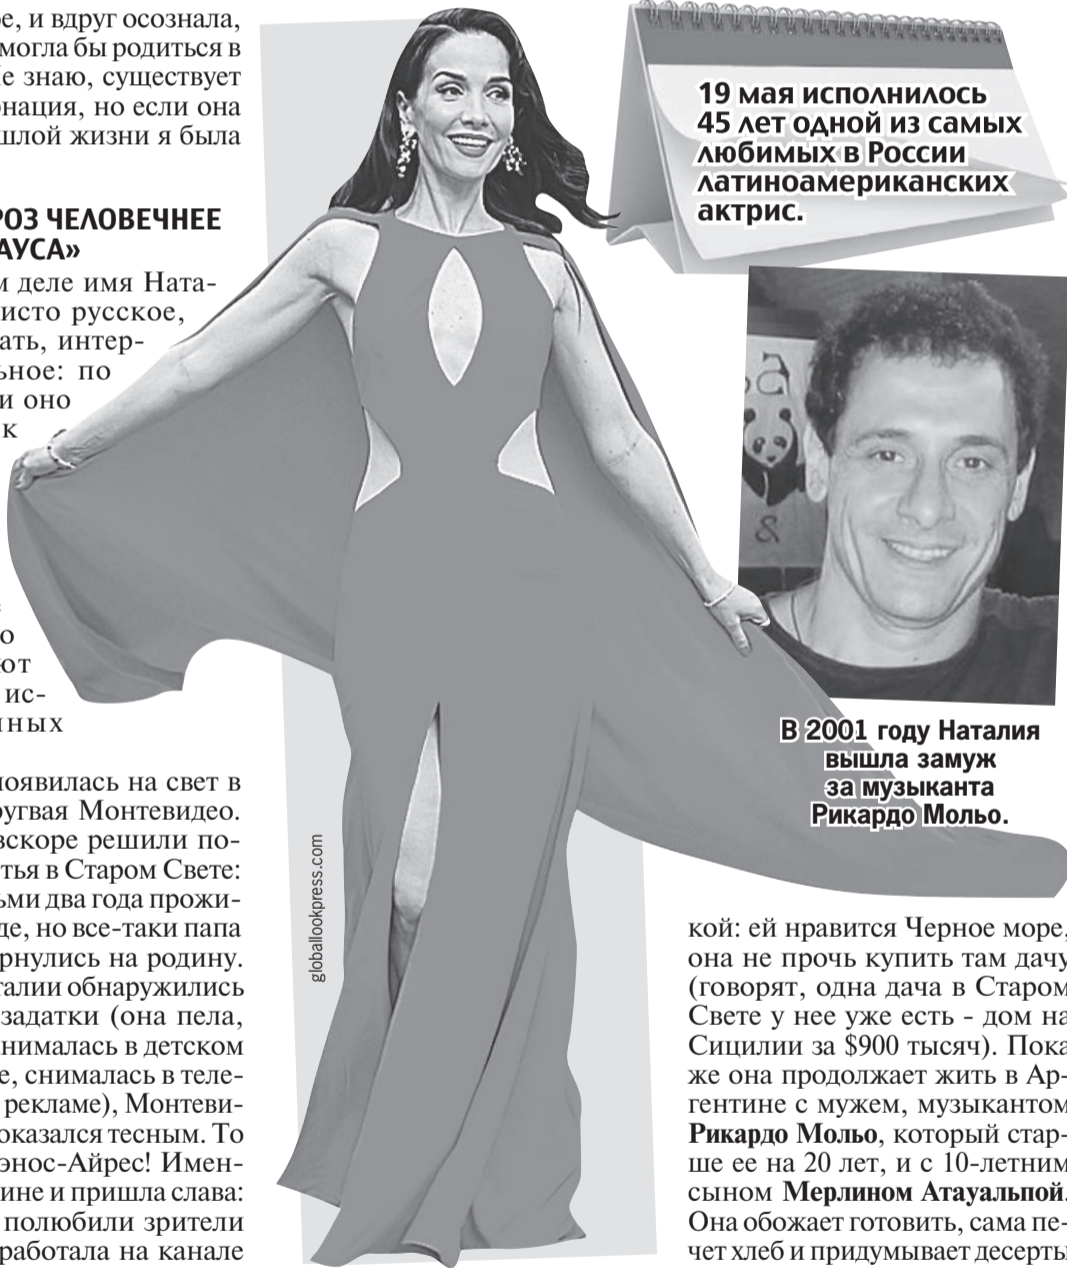 е, и вдруг осознала,
могла бы родиться в
е знаю, существует
рнация, но если она
шлой жизни я была
РОЗ ЧЕЛОВЕЧНЕЕ
АУСА»
м деле имя Ната-
исто русское,
ать, интер-
ьное: по
и оно
к
о
ют
ис-
нных
появилась на свет в
ругвая Монтевидео.
вскоре решили по-
тья в Старом Свете:
ьми два года прожи-
де, но все-таки папа
рнулись на родину.
талии обнаружились
задатки (она пела,
нималась в детском
е, снималась в теле-
рекламе), Монтеви-
оказался тесным. То
энос-Айрес! Имен-
ине и пришла слава:
полюбили зрители
работала на канале
globallookpress.com
19 мая исполнилось
45 лет одной из самых
любимых в России
латиноамериканских
актрис.
&
В 2001 году Наталия
вышла замуж
за музыканта
Рикардо Мольо.
кой: ей нравится Черное море,
она не прочь купить там дачу
(говорят, одна дача в Старом
Свете у нее уже есть - дом на
Сицилии за $900 тысяч). Пока
же она продолжает жить в Ар-
гентине с мужем, музыкантом
Рикардо Мольо, который стар-
ше ее на 20 лет, и с 10-летним
сыном Мерлином Атауальпой.
Она обожает готовить, сама пе-
чет хлеб и придумывает десерты